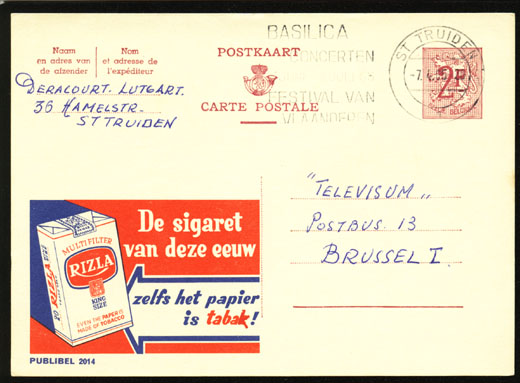 Naam
en adres van
de afzender
Nom
et adresse de
l'expéditeur
DERALCOURT. LUTGART.
36 HAMELSTR.
ST TRUIDEN
POSTKAART
CARTE POSTALE
BASILICA
CONCERTEN
FESTIVAL VAN
VLAANDEREN
ST TRUIDEN
2F
"TELEVISUM"
POSTBUS. 13
BRUSSEL I.
De sigaret
van deze eeuw
zelfs het papier
is tabak!
MULTIFILTER
RIZLA
KING
SIZE
EVEN THE PAPER IS
MADE OF TOBACCO
RIZLA
PUBLIBEL 2014